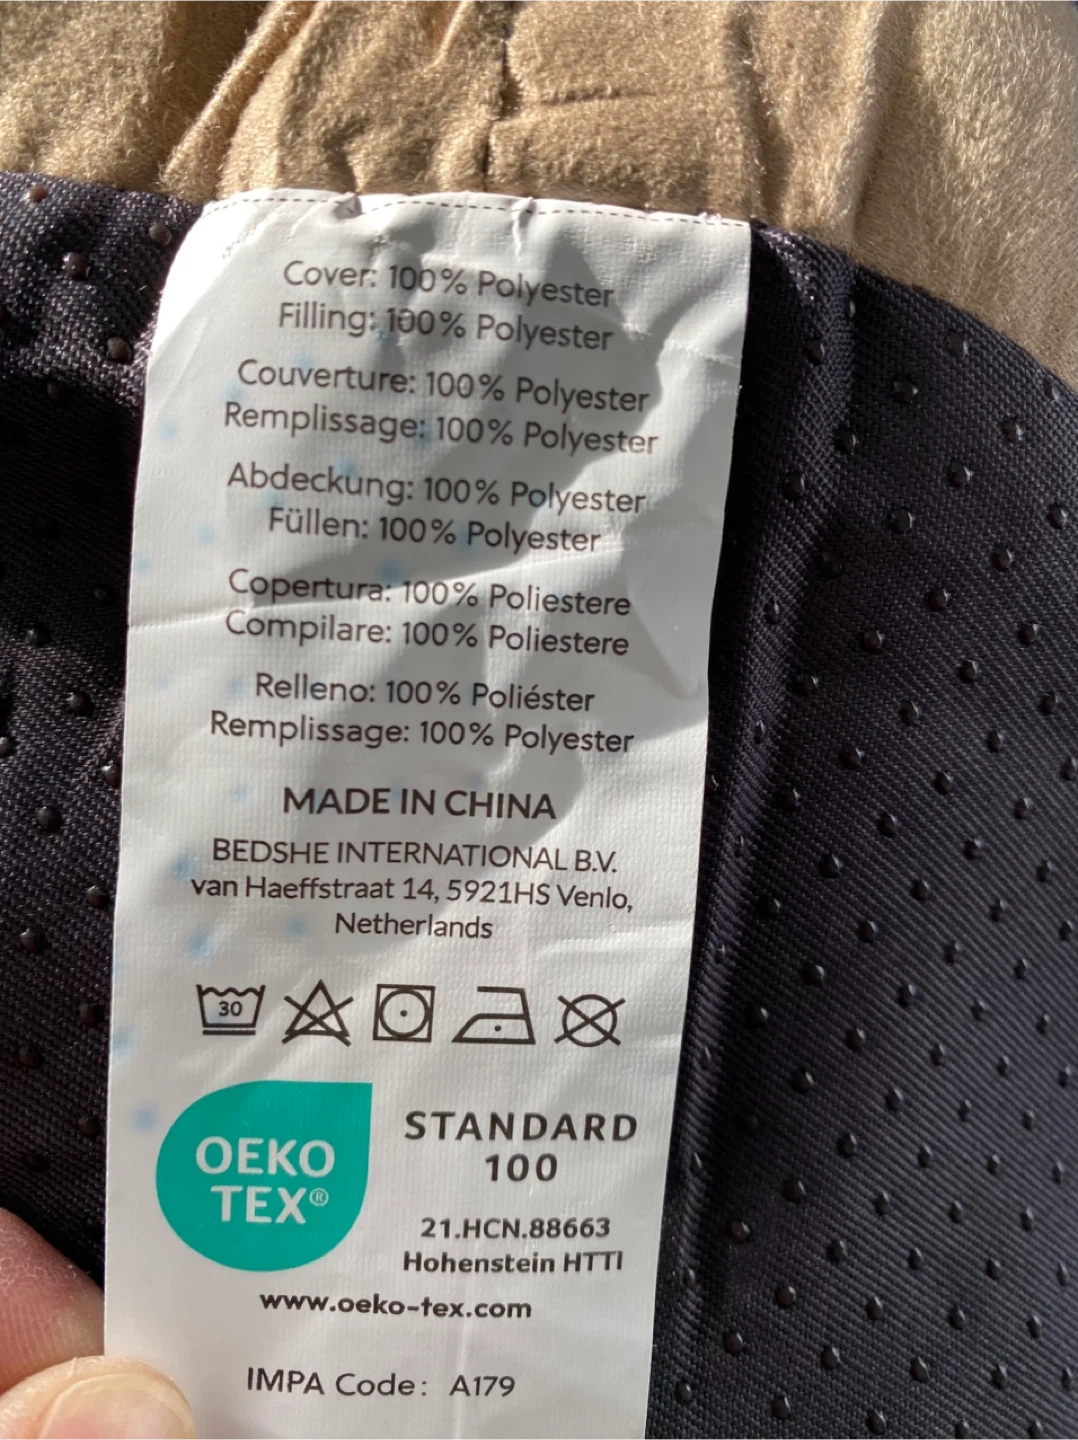 Cover: 100% Polyester
Filling: 100% Polyester
Couverture: 100% Polyester
Remplissage: 100% Polyester
Abdeckung: 100% Polyester
Füllen: 100% Polyester
Copertura: 100% Poliestere
Compilare: 100% Poliestere
Relleno: 100% Poliéster
Remplissage: 100% Polyester
MADE IN CHINA
BEDSHE INTERNATIONAL B.V.
van Haeffstraat 14, 5921HS Venlo,
Netherlands
30
OEKO
TEX®
STANDARD
100
21.HCN.88663
Hohenstein HTTI
www.oeko-tex.com
IMPA Code: A179